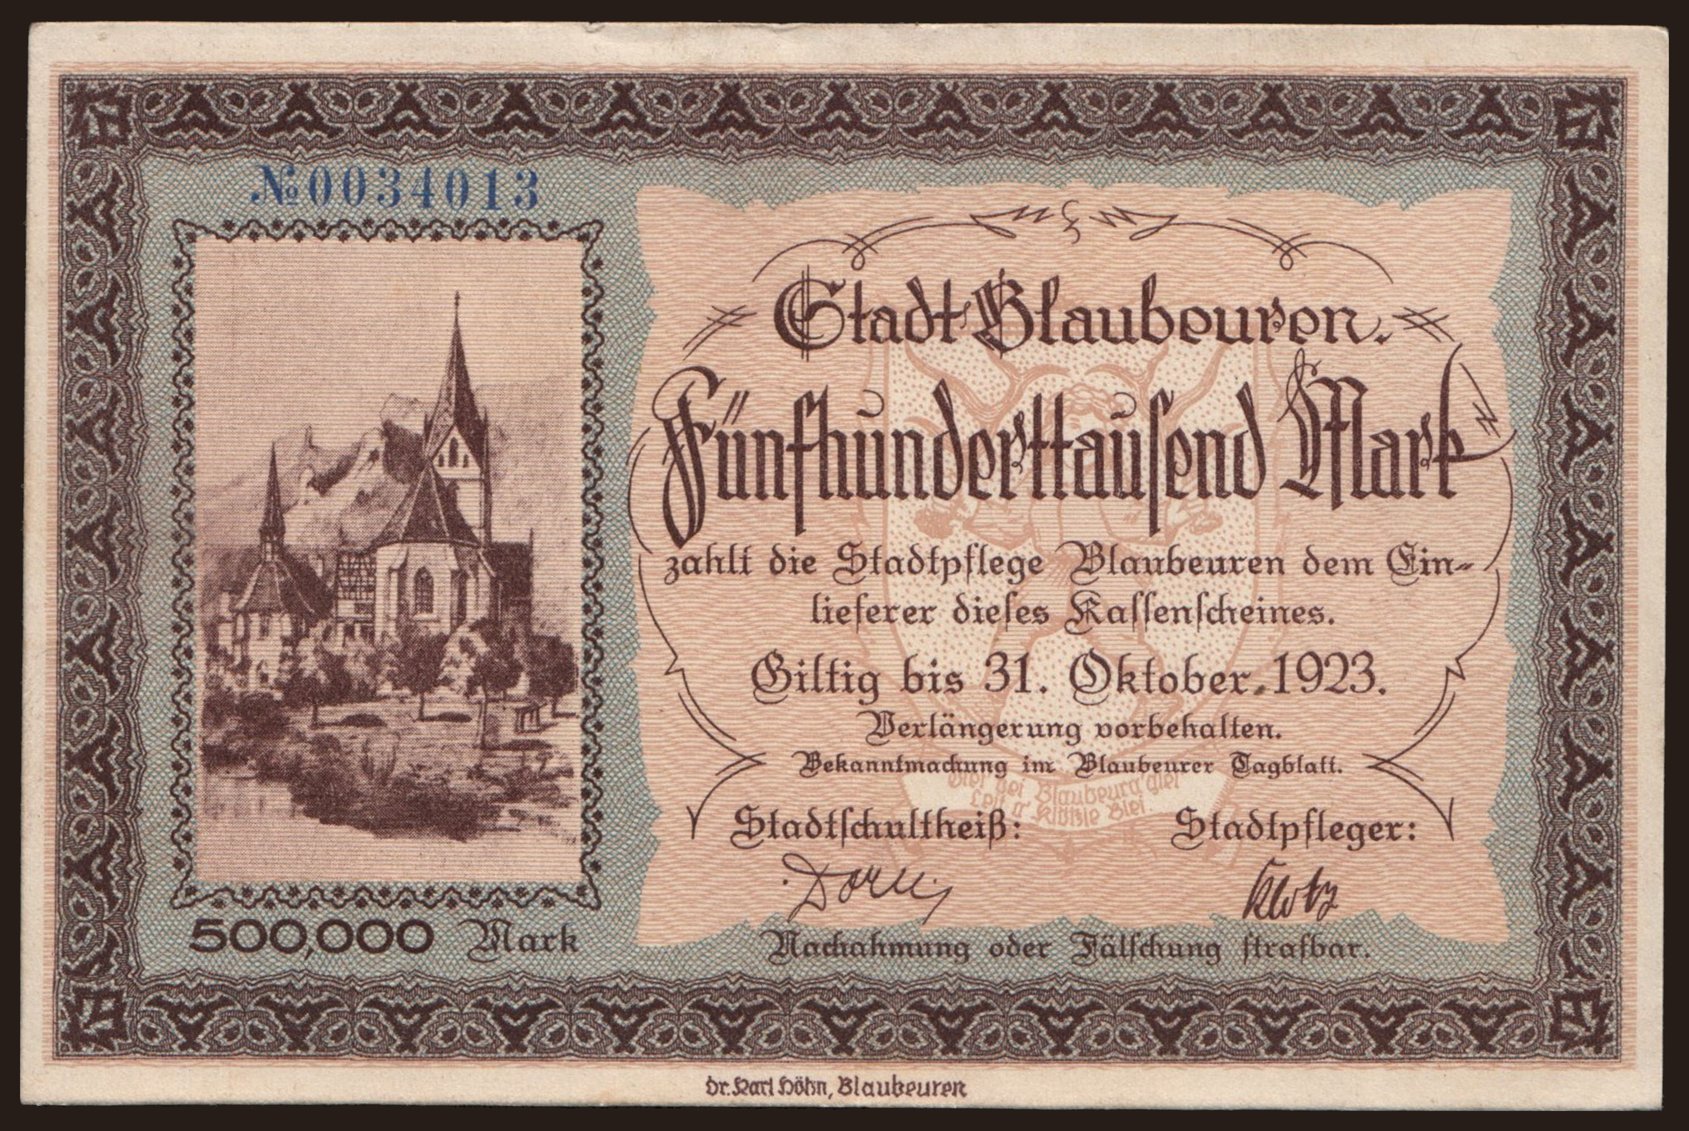 №0034013
Stadt Blaubeuren.
Fünfhunderttausend Mark
zahlt die Stadtpflege Blaubeuren dem Ein-
lieferer dieses Kassenscheines.
Giltig bis 31. Oktober 1923.
Verlängerung vorbehalten.
Bekanntmachung im Blaubeurer Tagblatt.
Stadtschultheiß: Stadtpfleger:
Klotz
500,000 Mark
Nachahmung oder Fälschung strafbar.
Dr. Karl Höhn, Blaubeuren